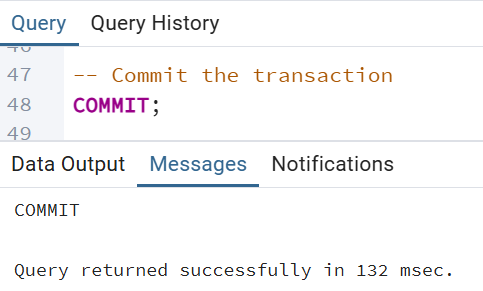 Query Query History
47 -- Commit the transaction
48 COMMIT;
49
Data Output Messages Notifications
COMMIT
Query returned successfully in 132 msec.